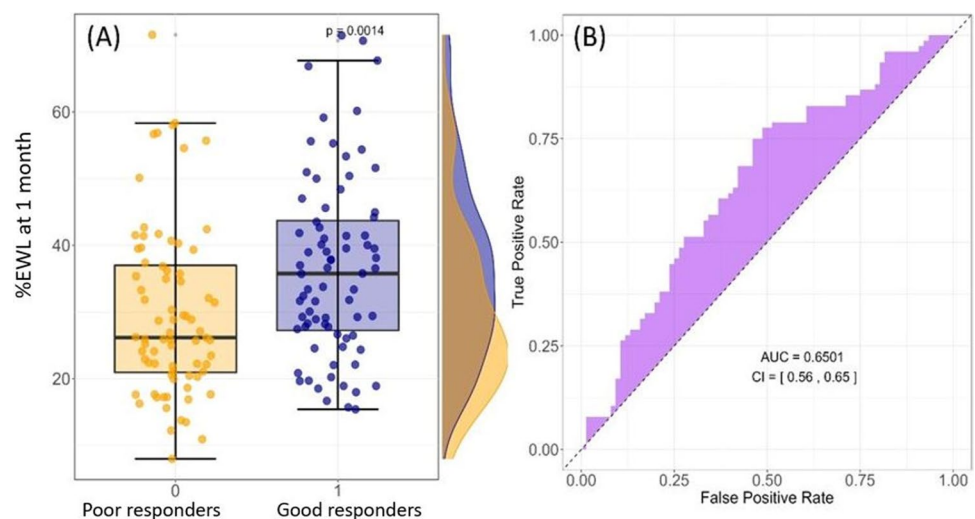 (A)
p = 0.0014
60
40
20
%EWL at 1 month
0
1
Poor responders
Good responders
(B)
1.00
0.75
0.50
0.25
0.00
True Positive Rate
AUC = 0.6501
CI = [ 0.56 , 0.65 ]
0.00
0.25
0.50
0.75
1.00
False Positive Rate